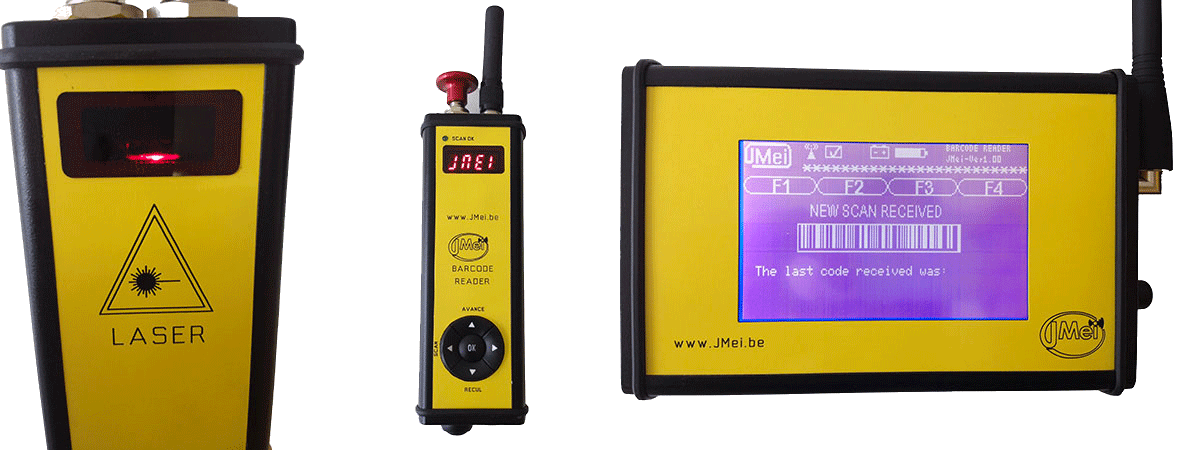 LASER
SCAN OK
JMEI
www.JMei.be
JMei
BARCODE
READER
AVANCE
SCAN
OK
RECUL
JMei
BARCODE READER
JMei-Ver1.00
××××××××××××××××××××××××
F1 F2 F3 F4
NEW SCAN RECEIVED
The last code received was:
www.JMei.be
JMei